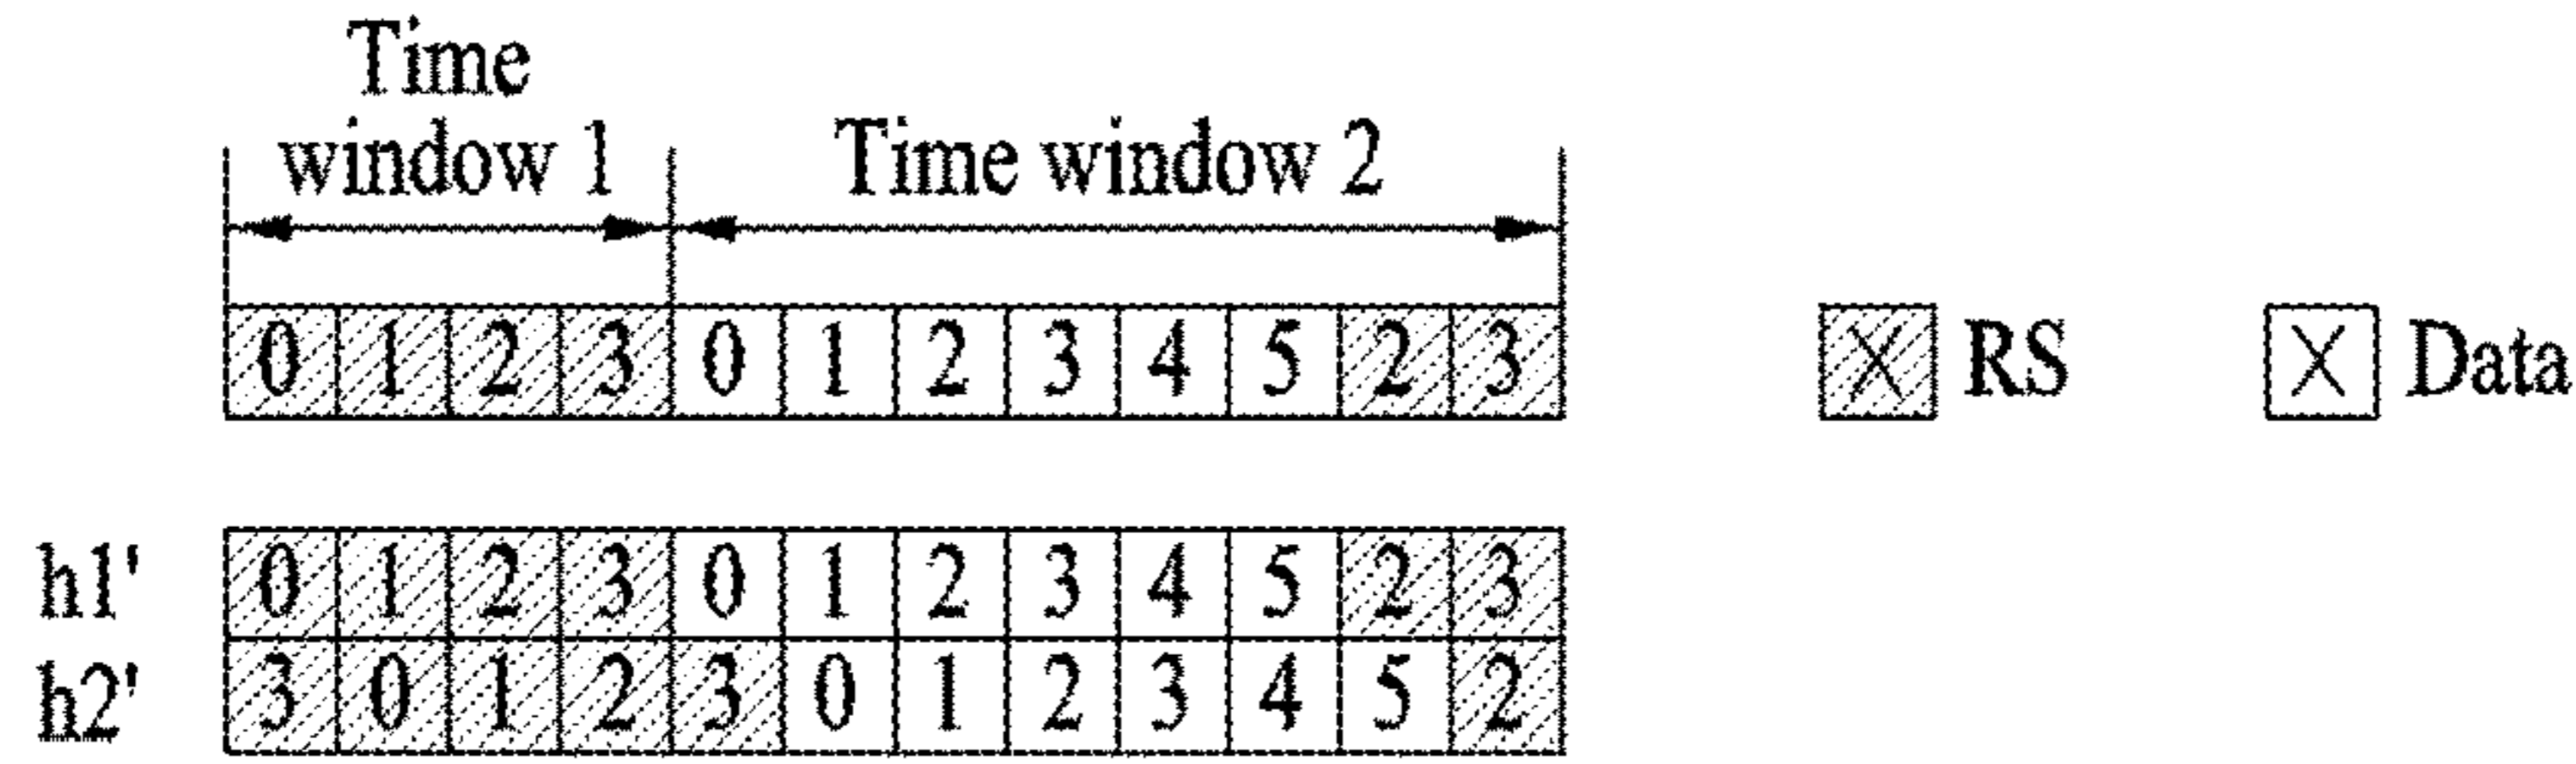 Time
window 1
Time window 2
0 1 2 3 0 1 2 3 4 5 2 3
X RS
X Data
h1' 0 1 2 3 0 1 2 3 4 5 2 3
h2' 3 0 1 2 3 0 1 2 3 4 5 2